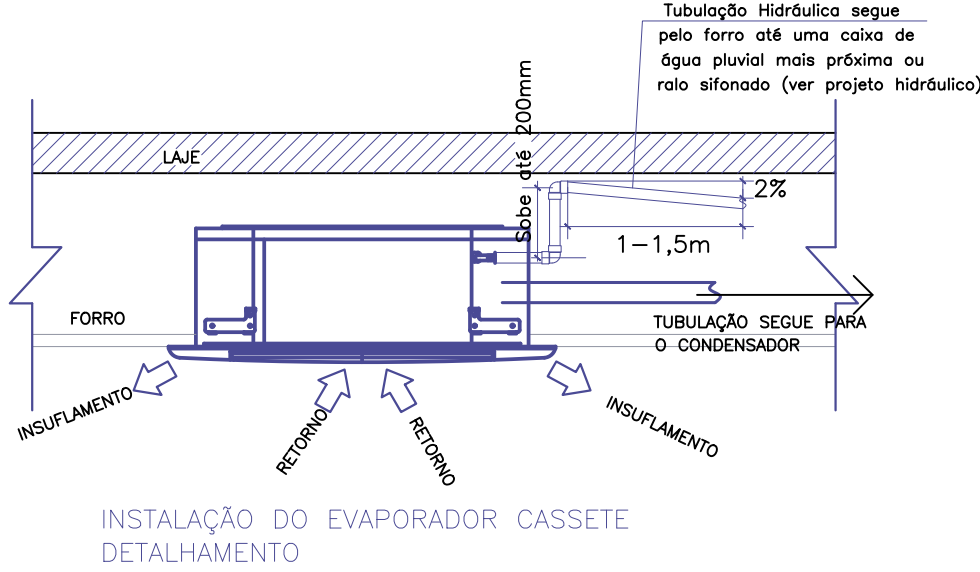 Tubulação Hidráulica segue
pelo forro até uma caixa de
água pluvial mais próxima ou
ralo sifonado (ver projeto hidráulico)
Sobe até 200mm
LAJE
2%
1-1,5m
FORRO
TUBULAÇÃO SEGUE PARA
O CONDENSADOR
INSUFLAMENTO
RETORNO
RETORNO
INSUFLAMENTO
INSTALAÇÃO DO EVAPORADOR CASSETE
DETALHAMENTO